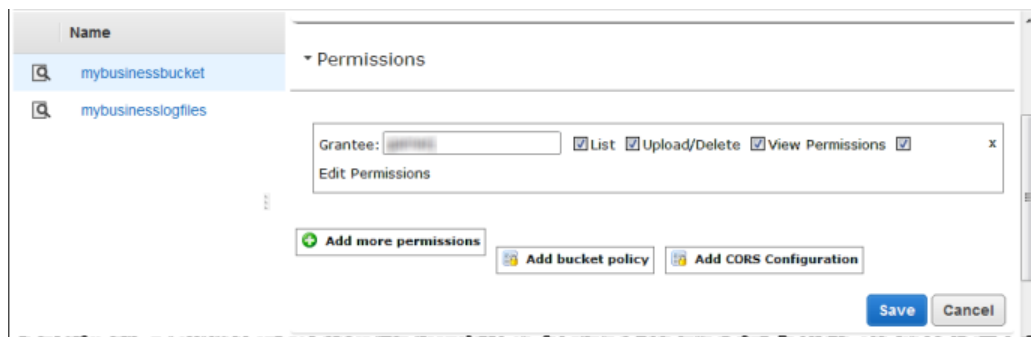 Name
mybusinessbucket
mybusinesslogfiles
Permissions
Grantee: List Upload/Delete View Permissions x
Edit Permissions
Add more permissions
Add bucket policy Add CORS Configuration
Save Cancel